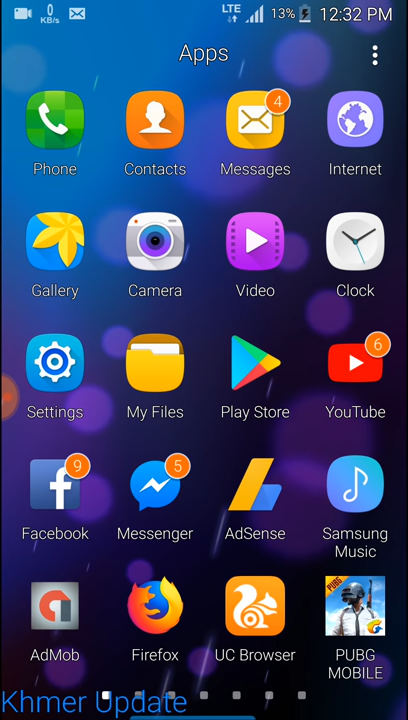 0
KB/s
LTE
13%
12:32 PM
Apps
4
Phone
Contacts
Messages
Internet
Gallery
Camera
Video
Clock
6
Settings
My Files
Play Store
YouTube
9
5
Facebook
Messenger
AdSense
Samsung
Music
PUBG
AdMob
Firefox
UC Browser
PUBG
MOBILE
Khmer Update